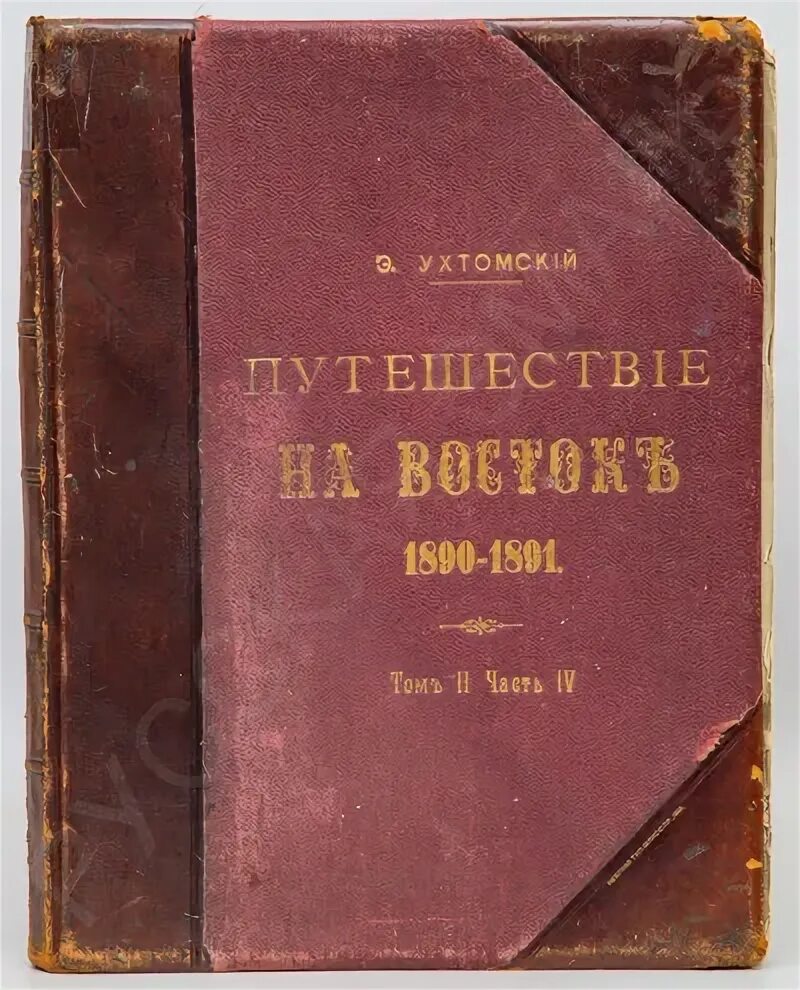 Э. УХТОМСКІЙ
ПУТЕШЕСТВІЕ
НА ВОСТОКЪ
1890-1891.
Томъ II Часть IV